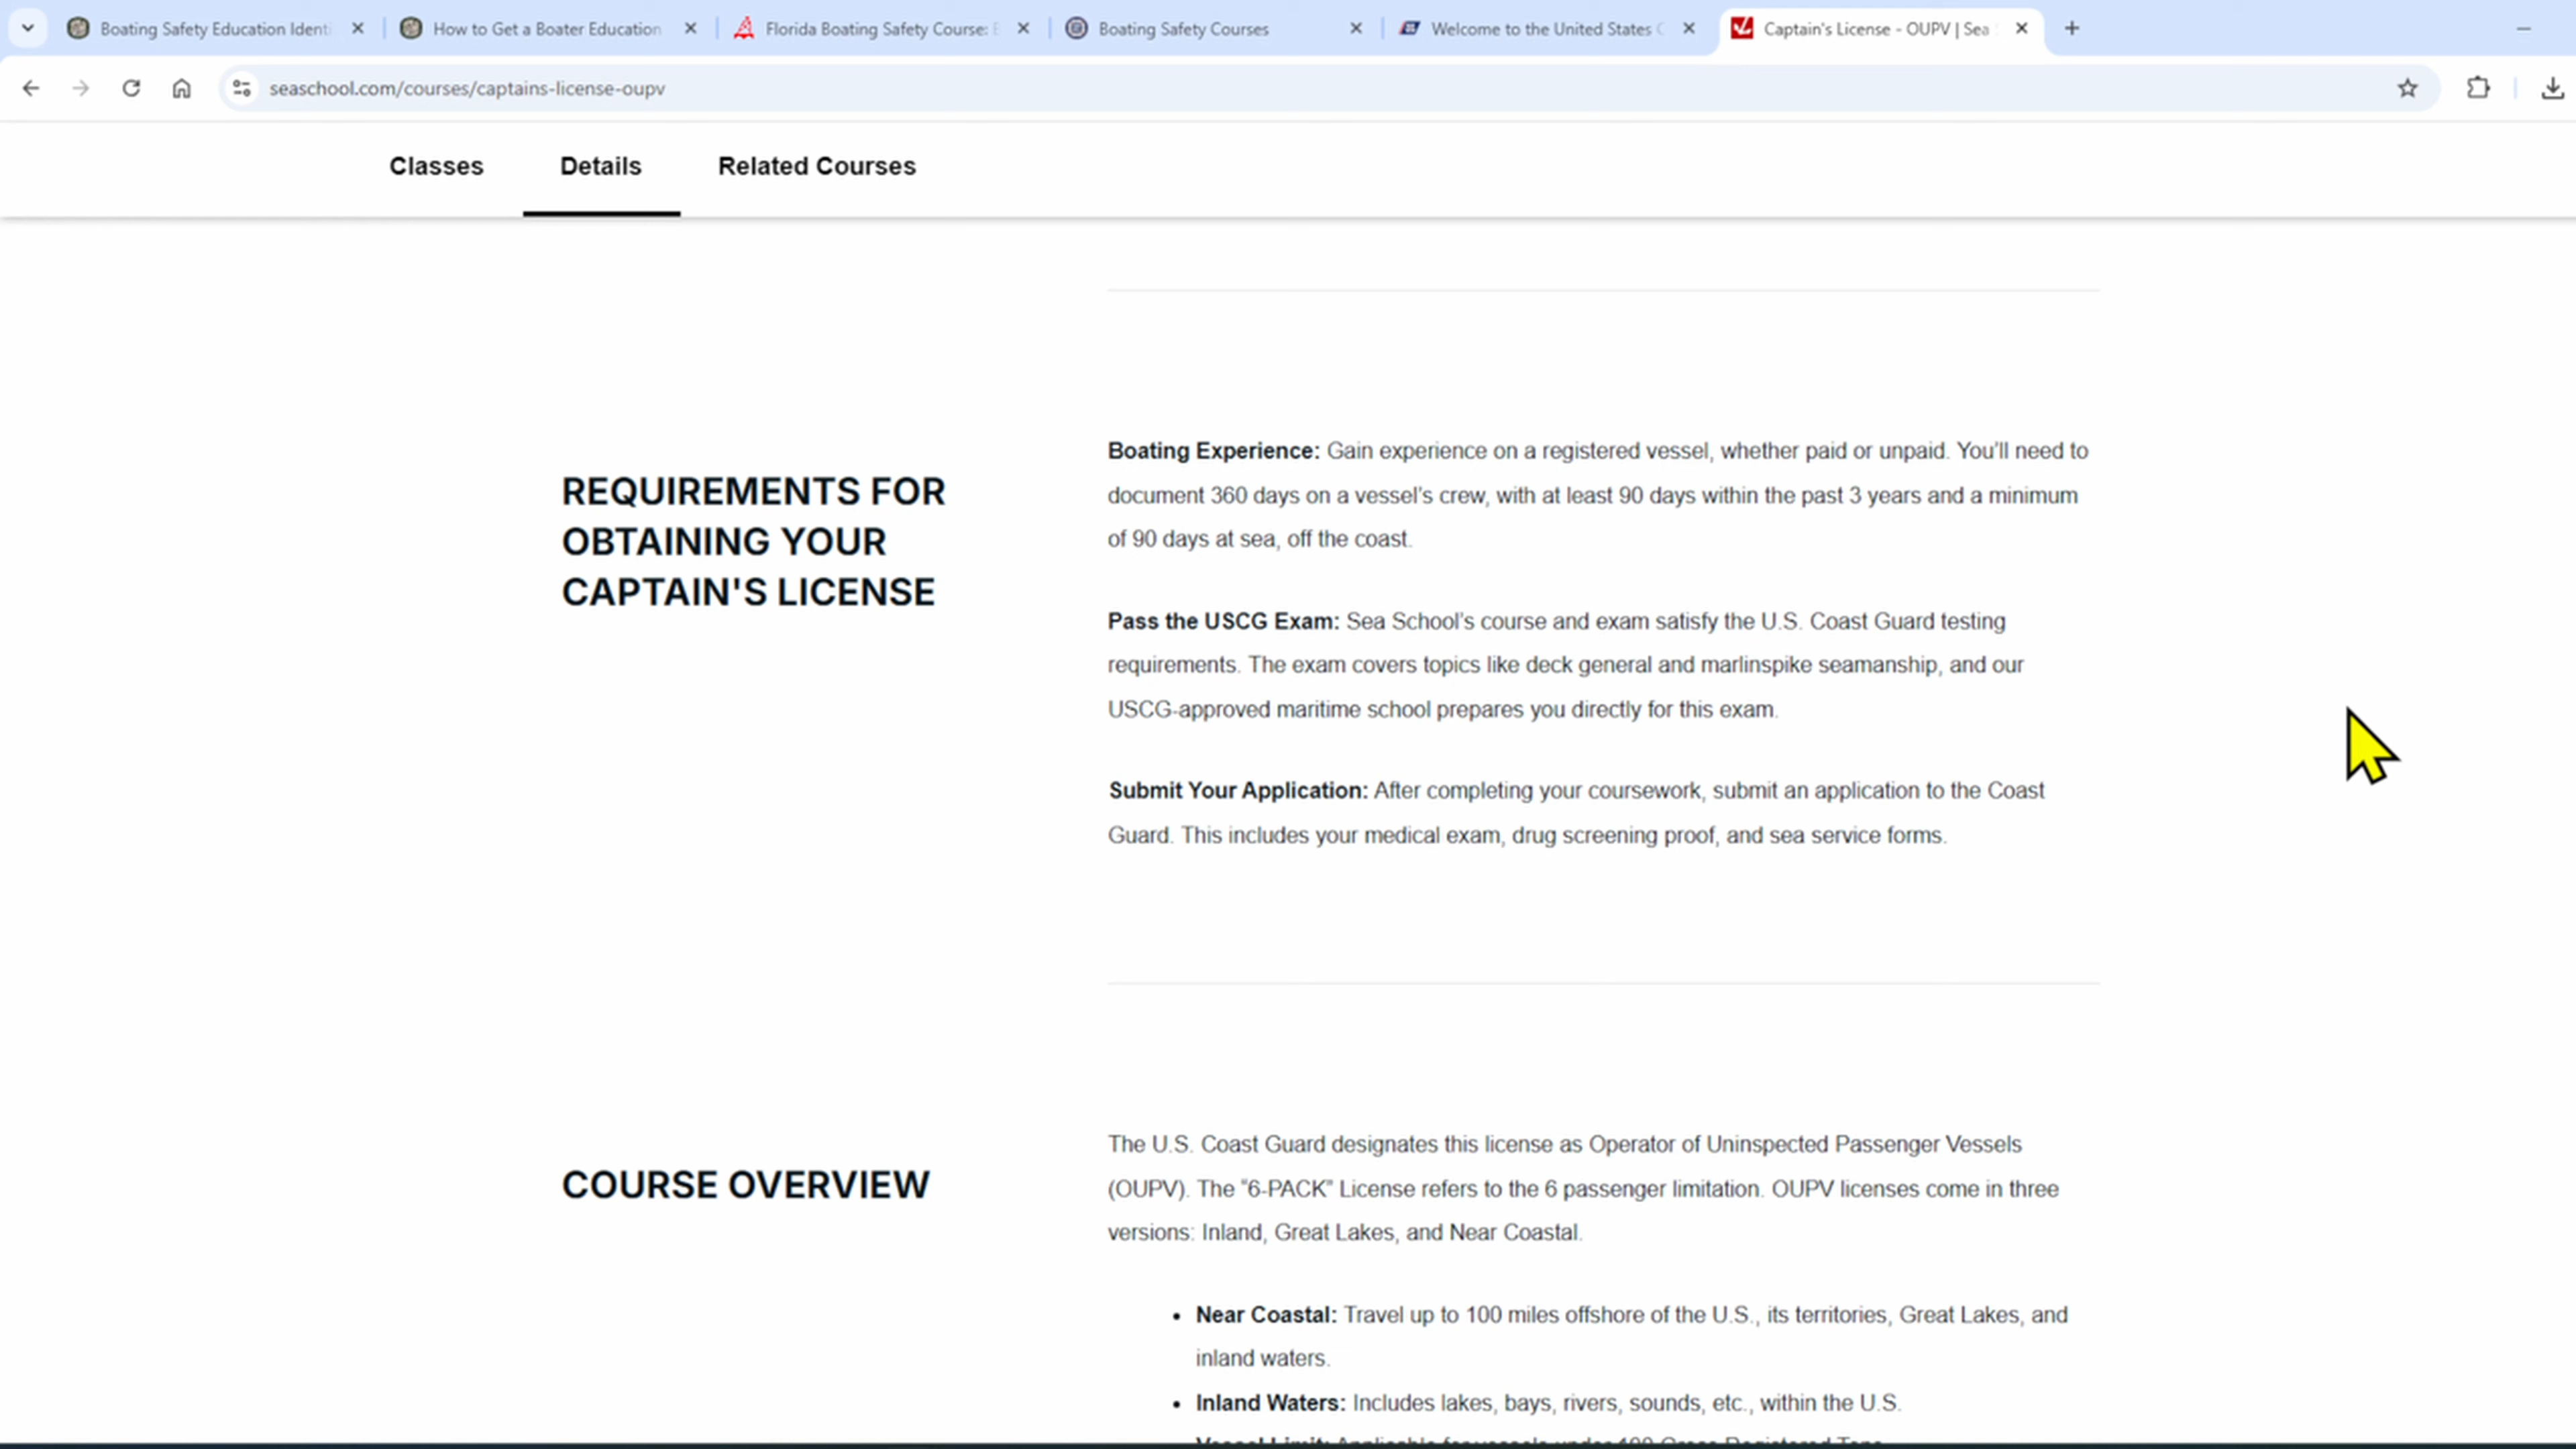 Boating Safety Education Identi
How to Get a Boater Education
Florida Boating Safety Course:
Boating Safety Courses
Welcome to the United States
Captain's License - OUPV | Sea
seaschool.com/courses/captains-license-oupv
Classes
Details
Related Courses
REQUIREMENTS FOR
OBTAINING YOUR
CAPTAIN'S LICENSE
Boating Experience: Gain experience on a registered vessel, whether paid or unpaid. You'll need to
document 360 days on a vessel's crew, with at least 90 days within the past 3 years and a minimum
of 90 days at sea, off the coast.
Pass the USCG Exam: Sea School's course and exam satisfy the U.S. Coast Guard testing
requirements. The exam covers topics like deck general and marlinspike seamanship, and our
USCG-approved maritime school prepares you directly for this exam.
Submit Your Application: After completing your coursework, submit an application to the Coast
Guard. This includes your medical exam, drug screening proof, and sea service forms.
COURSE OVERVIEW
The U.S. Coast Guard designates this license as Operator of Uninspected Passenger Vessels
(OUPV). The "6-PACK" License refers to the 6 passenger limitation. OUPV licenses come in three
versions: Inland, Great Lakes, and Near Coastal.
• Near Coastal: Travel up to 100 miles offshore of the U.S., its territories, Great Lakes, and
inland waters.
• Inland Waters: Includes lakes, bays, rivers, sounds, etc., within the U.S.